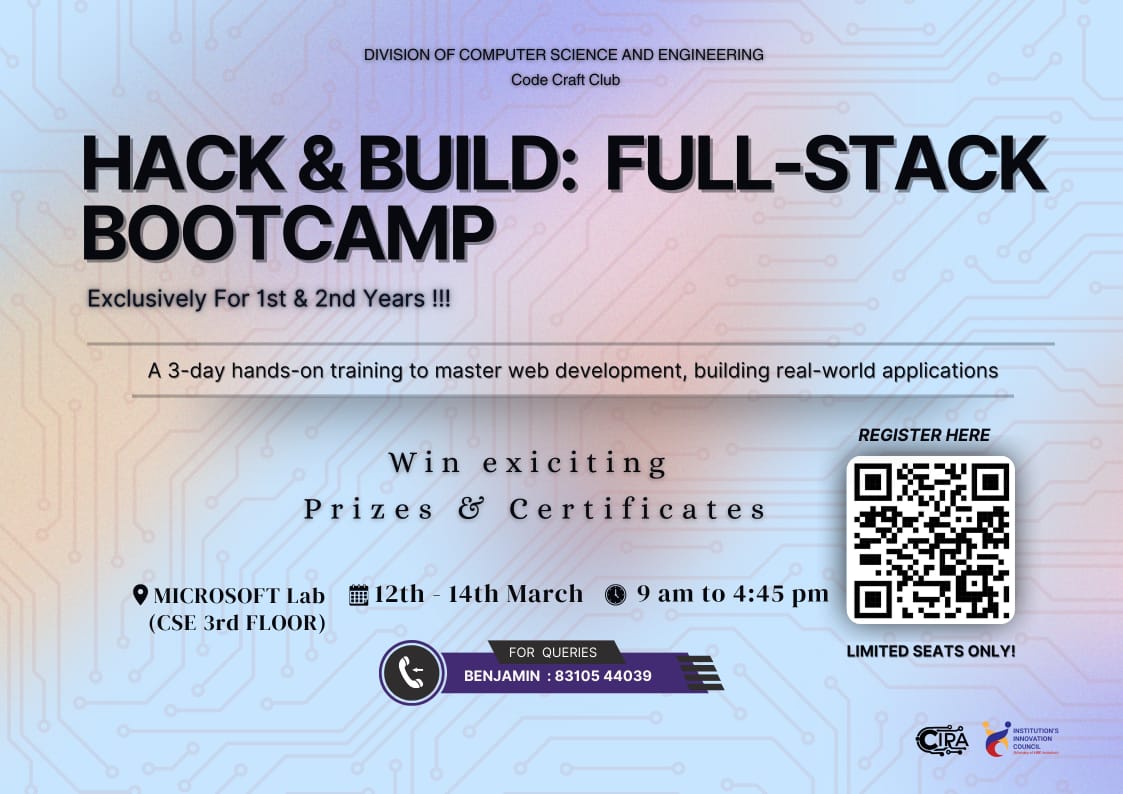 DIVISION OF COMPUTER SCIENCE AND ENGINEERING
Code Craft Club
HACK & BUILD: FULL-STACK
BOOTCAMP
Exclusively For 1st & 2nd Years !!!
A 3-day hands-on training to master web development, building real-world applications
Win exiciting
Prizes & Certificates
REGISTER HERE
MICROSOFT Lab
(CSE 3rd FLOOR)
12th - 14th March
9 am to 4:45 pm
LIMITED SEATS ONLY!
FOR QUERIES
BENJAMIN : 83105 44039
CIRA
INSTITUTION'S
INNOVATION
COUNCIL